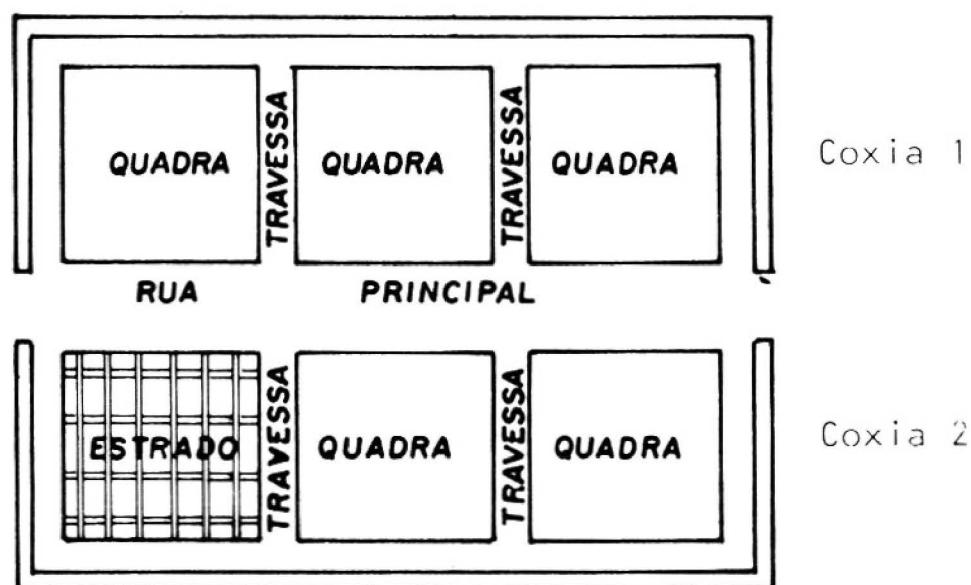 QUADRA TRAVESSA QUADRA TRAVESSA QUADRA Coxia 1
RUA PRINCIPAL
ESTRADO TRAVESSA QUADRA TRAVESSA QUADRA Coxia 2